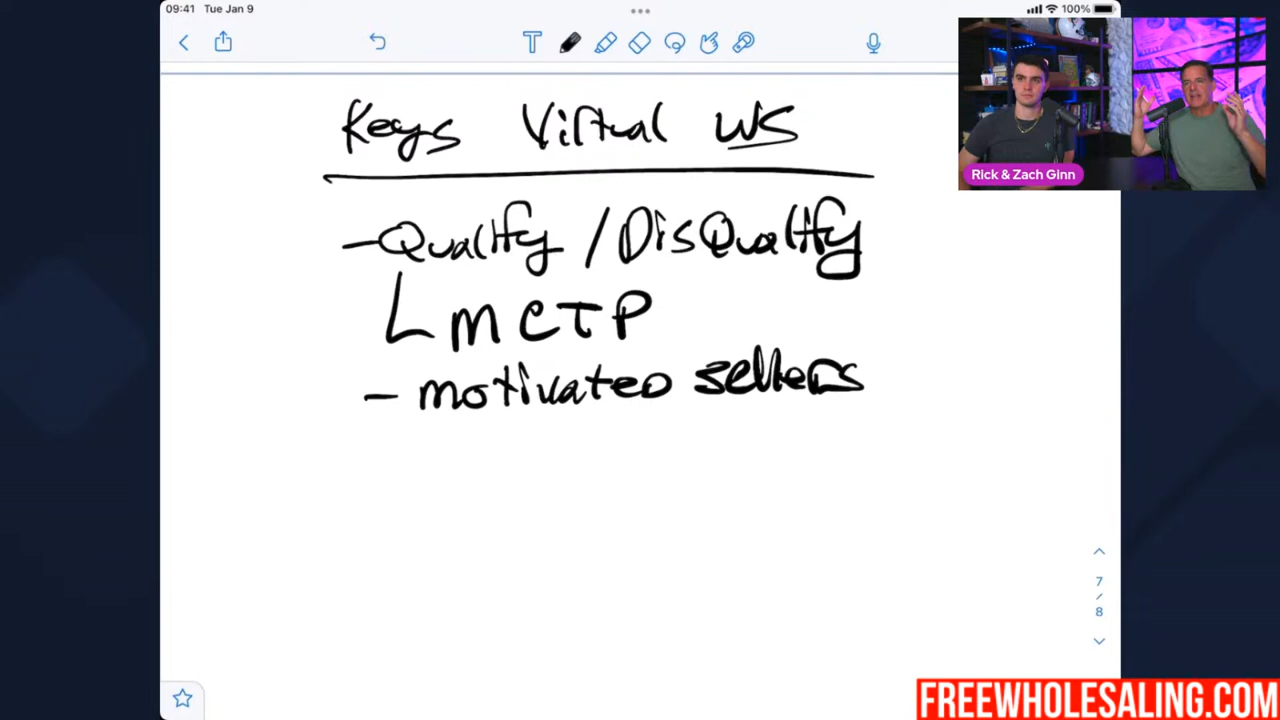 09:41 Tue Jan 9
100%
Keys Virtual WS
Rick & Zach Ginn
- Qualify / DisQualify
MCTP
- motivated sellers
7
/
8
FREEWHOLESALING.COM